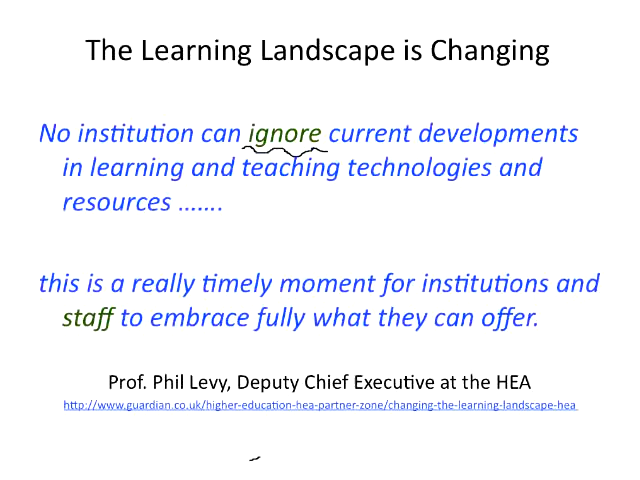 The Learning Landscape is Changing
No institution can ignore current developments
in learning and teaching technologies and
resources …….
this is a really timely moment for institutions and
staff to embrace fully what they can offer.
Prof. Phil Levy, Deputy Chief Executive at the HEA
http://www.guardian.co.uk/higher-education-hea-partner-zone/changing-the-learning-landscape-hea